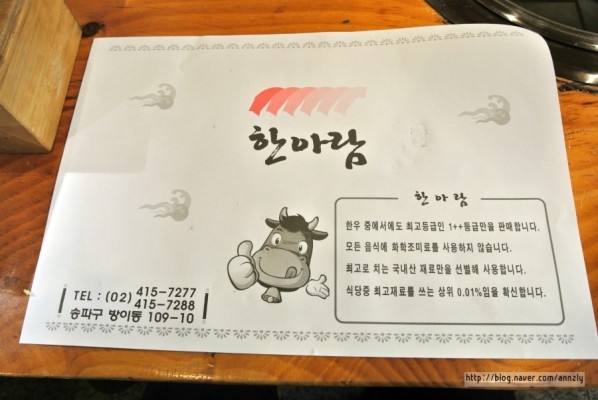 한아람
한아람
한우 중에서에도 최고등급인 1++등급만을 판매합니다.
모든 음식에 화학조미료를 사용하지 않습니다.
최고로 치는 국내산 재료만을 선별해 사용합니다.
식당중 최고재료를 쓰는 상위 0.01%임을 확신합니다.
TEL : (02) 415-7277
415-7288
송파구 방이동 109-10
http://blog.naver.com/annzly